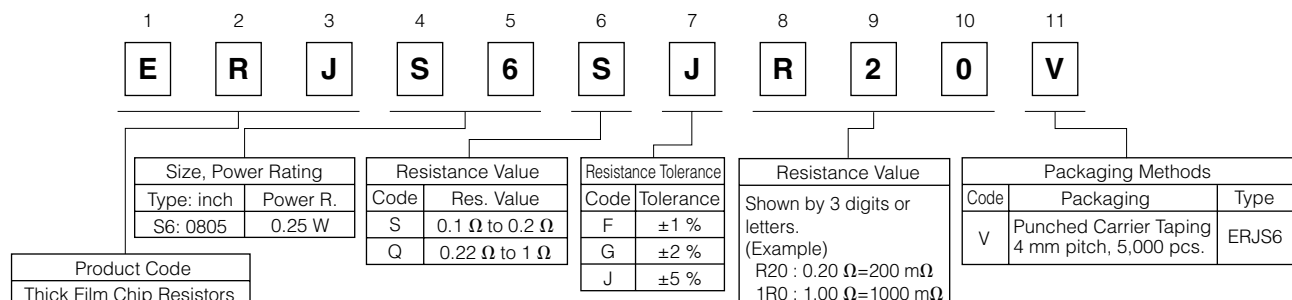 1 2 3 4 5 6 7 8 9 10 11
E R J S 6 S J R 2 0 V
Size, Power Rating
Type: inch Power R.
S6: 0805 0.25 W
Resistance Value
Code Res. Value
S 0.1 Ω to 0.2 Ω
Q 0.22 Ω to 1 Ω
Resistance Tolerance
Code Tolerance
F ±1 %
G ±2 %
J ±5 %
Resistance Value
Shown by 3 digits or
letters.
(Example)
R20 : 0.20 Ω=200 mΩ
1R0 : 1.00 Ω=1000 mΩ
Packaging Methods
Code Packaging Type
V Punched Carrier Taping
4 mm pitch, 5,000 pcs. ERJS6
Product Code
Thick Film Chip Resistors